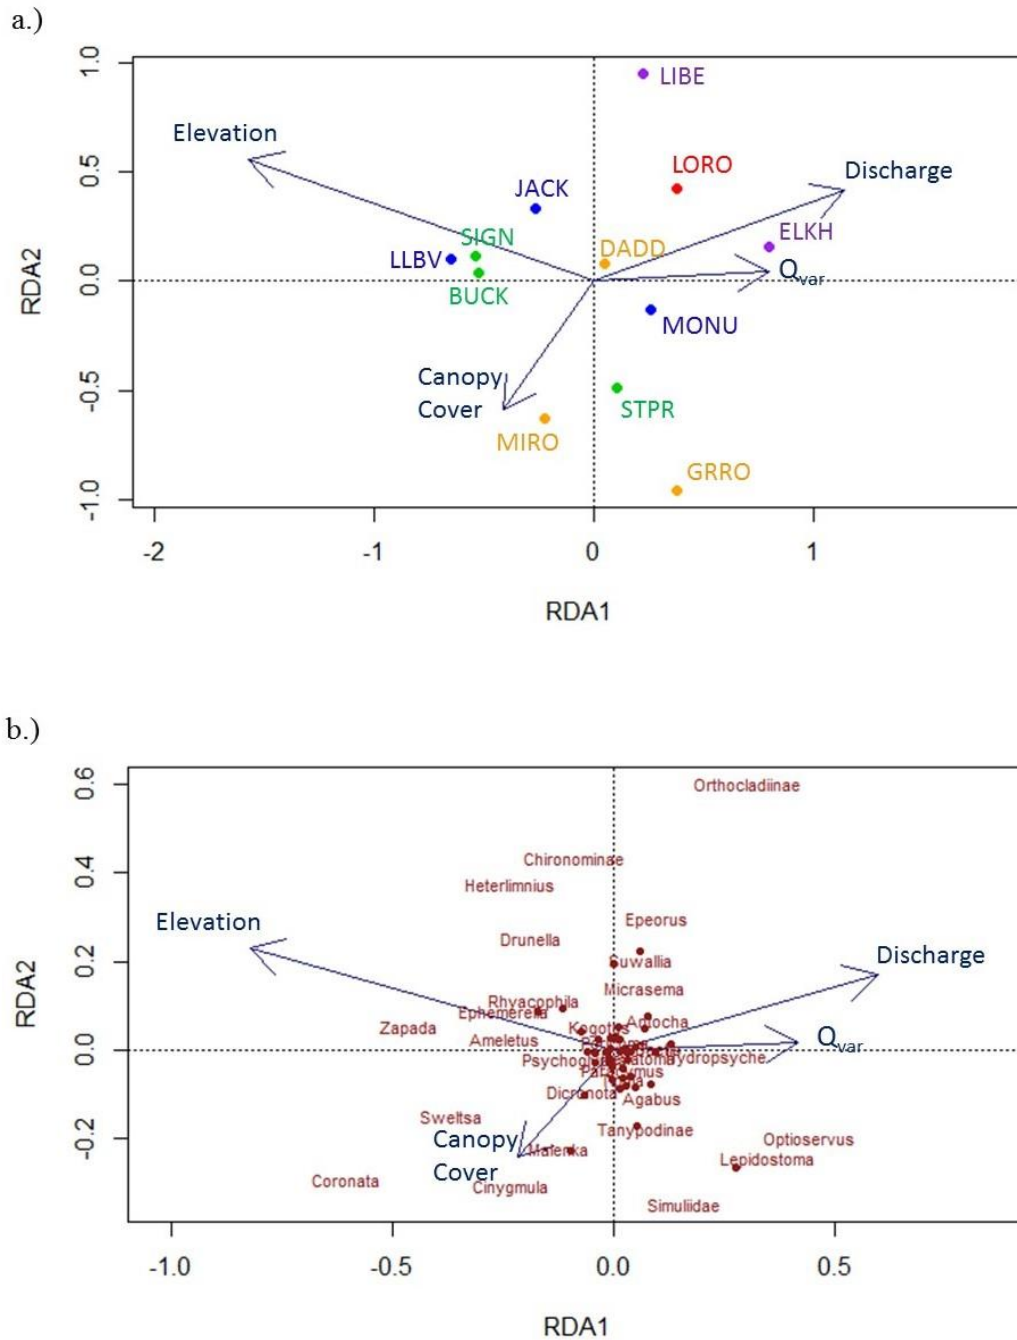 a.)
1.0
0.5
0.0
-0.5
-1.0
RDA2
Elevation
LIBE
LORO
Discharge
JACK
SIGN
LLBV
BUCK
DADD
ELKH
Qvar
MONU
Canopy
Cover
MIRO
STPR
GRRO
-2
-1
0
1
RDA1
b.)
0.6
0.4
0.2
0.0
-0.2
RDA2
Orthocladiinae
Chironominae
Heterlimnius
Elevation
Epeorus
Drunella
Suwallia
Discharge
Micrasema
Rhyacophila
Ephemerella
Zapada
Kogotus
Antocha
Ameletus
Qvar
Hydropsyche
Dicronota
Agabus
Sweltsa
Tanypodinae
Canopy
Cover
Optioservus
Malenka
Lepidostoma
Coronata
Cinygmula
Simuliidae
-1.0
-0.5
0.0
0.5
RDA1